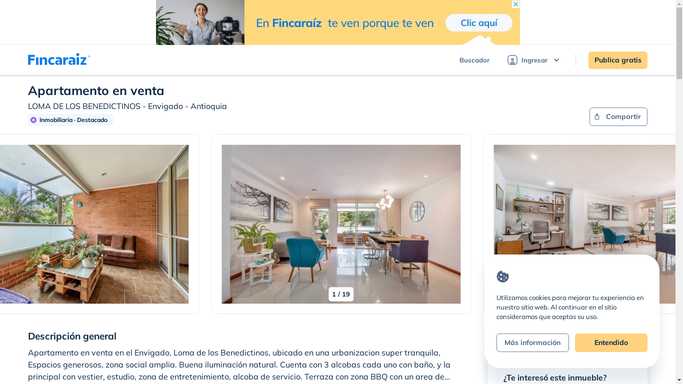 En Fincaraíz te ven porque te ven
Clic aquí
Fincaraíz
Buscador
Ingresar
Publica gratis
Apartamento en venta
LOMA DE LOS BENEDICTINOS - Envigado - Antioquia
Inmobiliaria · Destacado
Compartir
1 / 19
Utilizamos cookies para mejorar tu experiencia en
nuestro sitio web. Al continuar en el sitio
consideramos que aceptas su uso.
Más información
Entendido
Descripción general
Apartamento en venta en el Envigado, Loma de los Benedictinos, ubicado en una urbanizacion super tranquila,
Espacios generosos, zona social amplia. Buena iluminación natural. Cuenta con 3 alcobas cada uno con baño, y la
principal con vestier, estudio, zona de entretenimiento, alcoba de servicio. Terraza con zona BBQ con un area de...
¿Te interesó este inmueble?